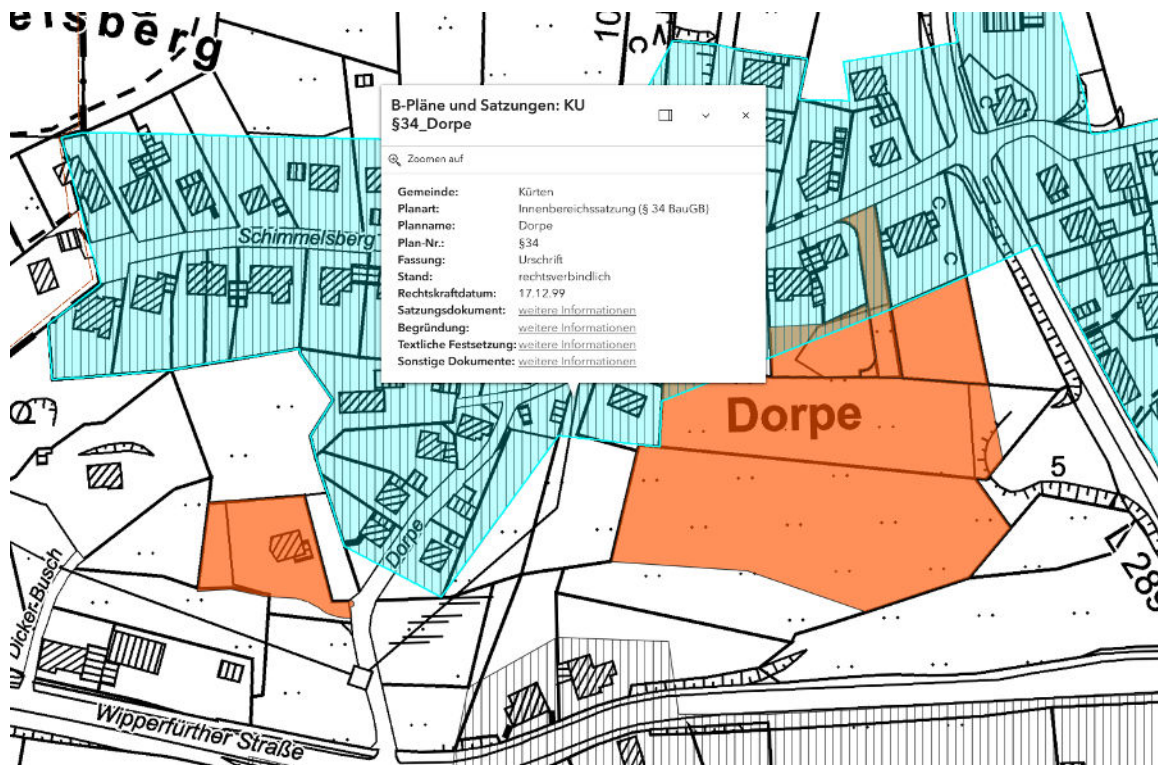 elsberg
10
B-Pläne und Satzungen: KU
§34_Dorpe
Zoomen auf
Gemeinde: Kürten
Planart: Innenbereichssatzung (§ 34 BauGB)
Planname: Dorpe
Plan-Nr.: §34
Fassung: Urschrift
Stand: rechtsverbindlich
Rechtskraftdatum: 17.12.99
Satzungsdokument: weitere Informationen
Begründung: weitere Informationen
Textliche Festsetzung: weitere Informationen
Sonstige Dokumente: weitere Informationen
Schimmelsberg
Dorpe
5
289
Dorpe
Dicker-Busch
Wipperfürther Straße